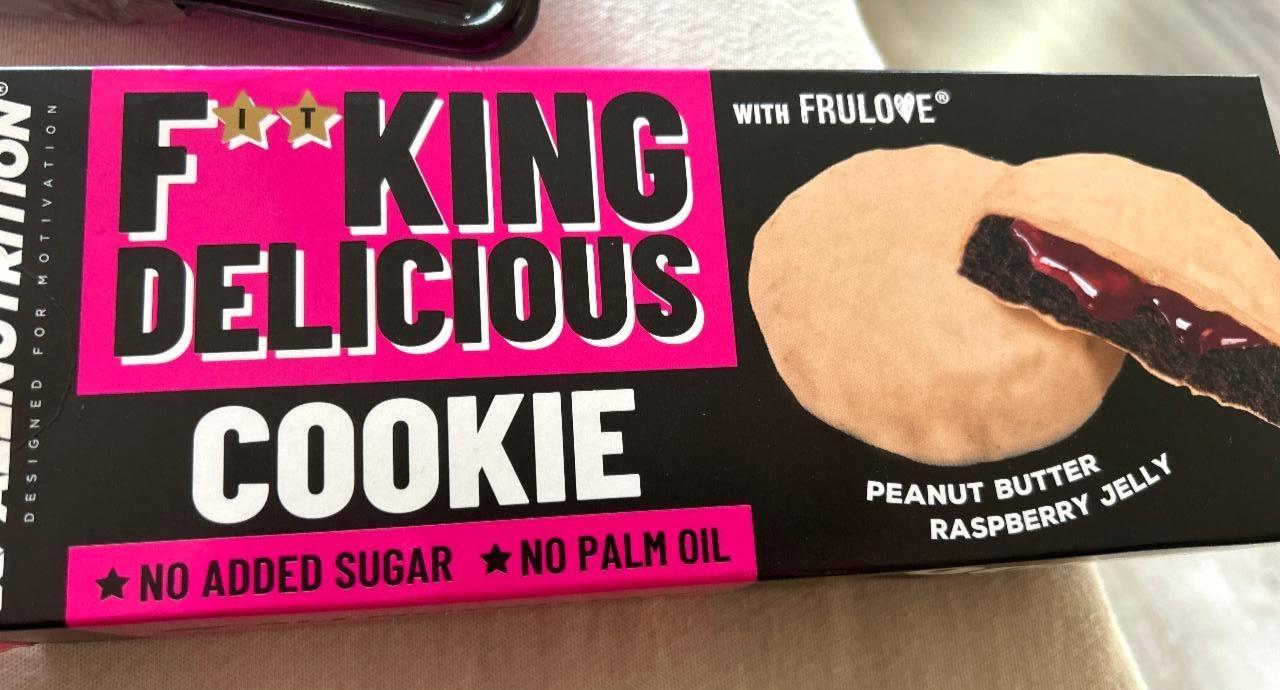 DESIGNED FOR MOTIVATION
F**KING
I T
DELICIOUS
COOKIE
★NO ADDED SUGAR ★NO PALM OIL
WITH FRULOVE®
PEANUT BUTTER
RASPBERRY JELLY